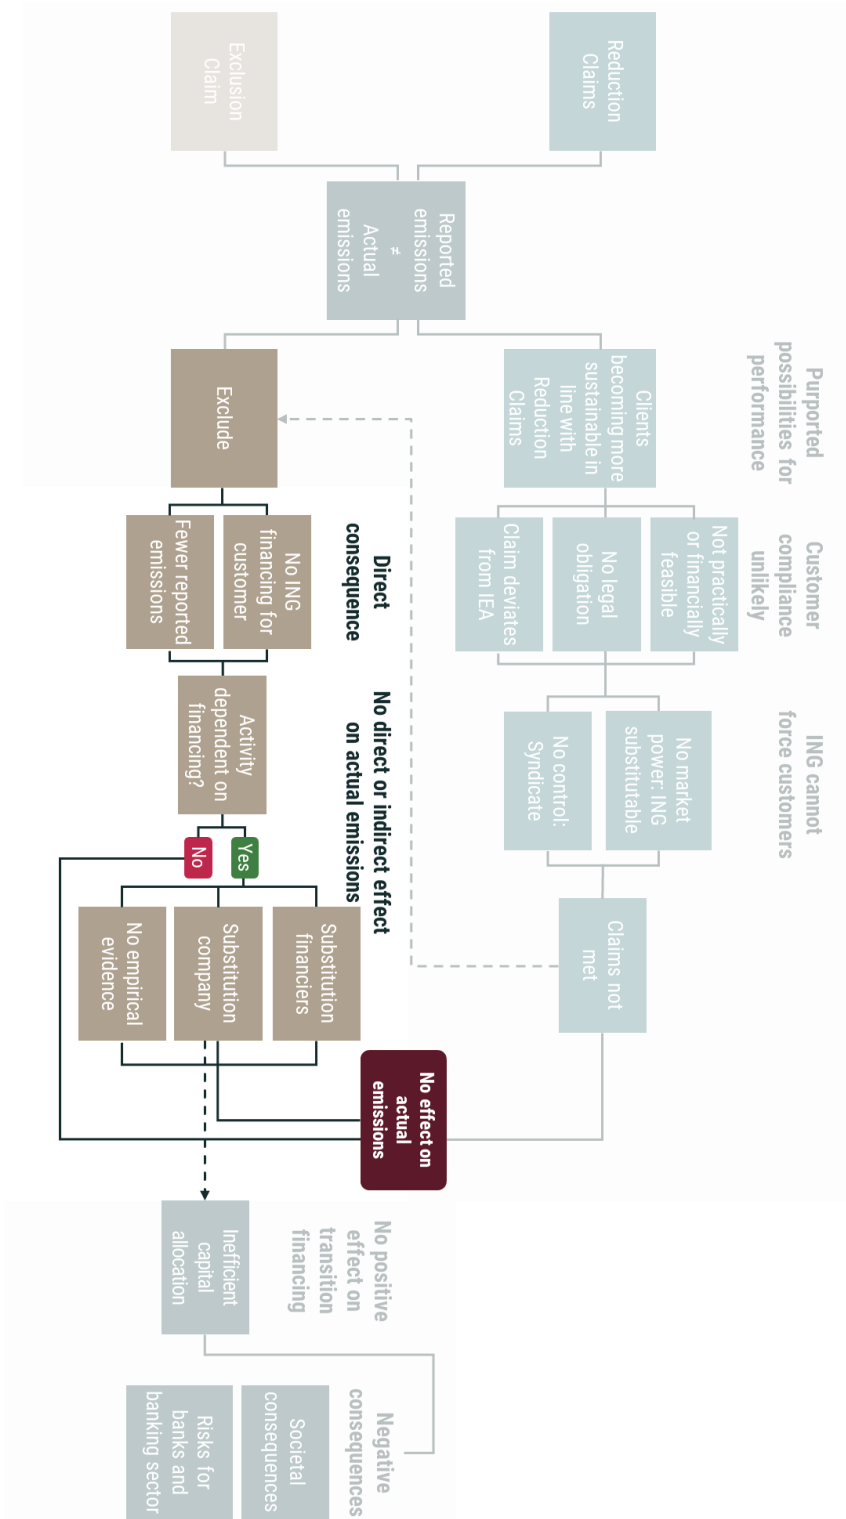 Reduction
Claims
Exclusion
Claim
Reported
emissions
≠
Actual
emissions
Purported
possibilities for
performance
Clients
becoming more
sustainable in
line with
Reduction
Claims
Customer
compliance
unlikely
Not practically
or financially
feasible
No legal
obligation
Claim deviates
from IEA
ING cannot
force customers
No market
power: ING
substitutable
No control:
Syndicate
Claims not
met
Exclude
Direct
consequence
No ING
financing for
customer
Fewer reported
emissions
No direct or indirect effect
on actual emissions
Activity
dependent on
financing?
Yes
No
Substitution
financiers
Substitution
company
No empirical
evidence
No effect on
actual
emissions
No positive
effect on
transition
financing
Inefficient
capital
allocation
Negative
consequences
Societal
consequences
Risks for
banks and
banking sector